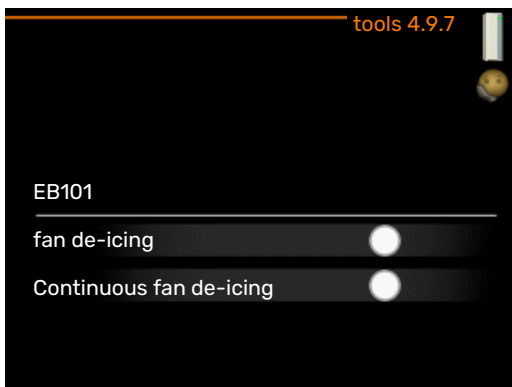 tools 4.9.7
EB101
fan de-icing
Continuous fan de-icing